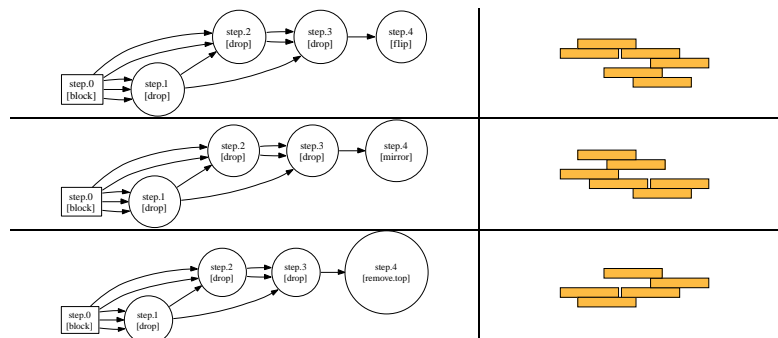 step.0
[block]
step.1
[drop]
step.2
[drop]
step.3
[drop]
step.4
[flip]
step.0
[block]
step.1
[drop]
step.2
[drop]
step.3
[drop]
step.4
[mirror]
step.0
[block]
step.1
[drop]
step.2
[drop]
step.3
[drop]
step.4
[remove.top]